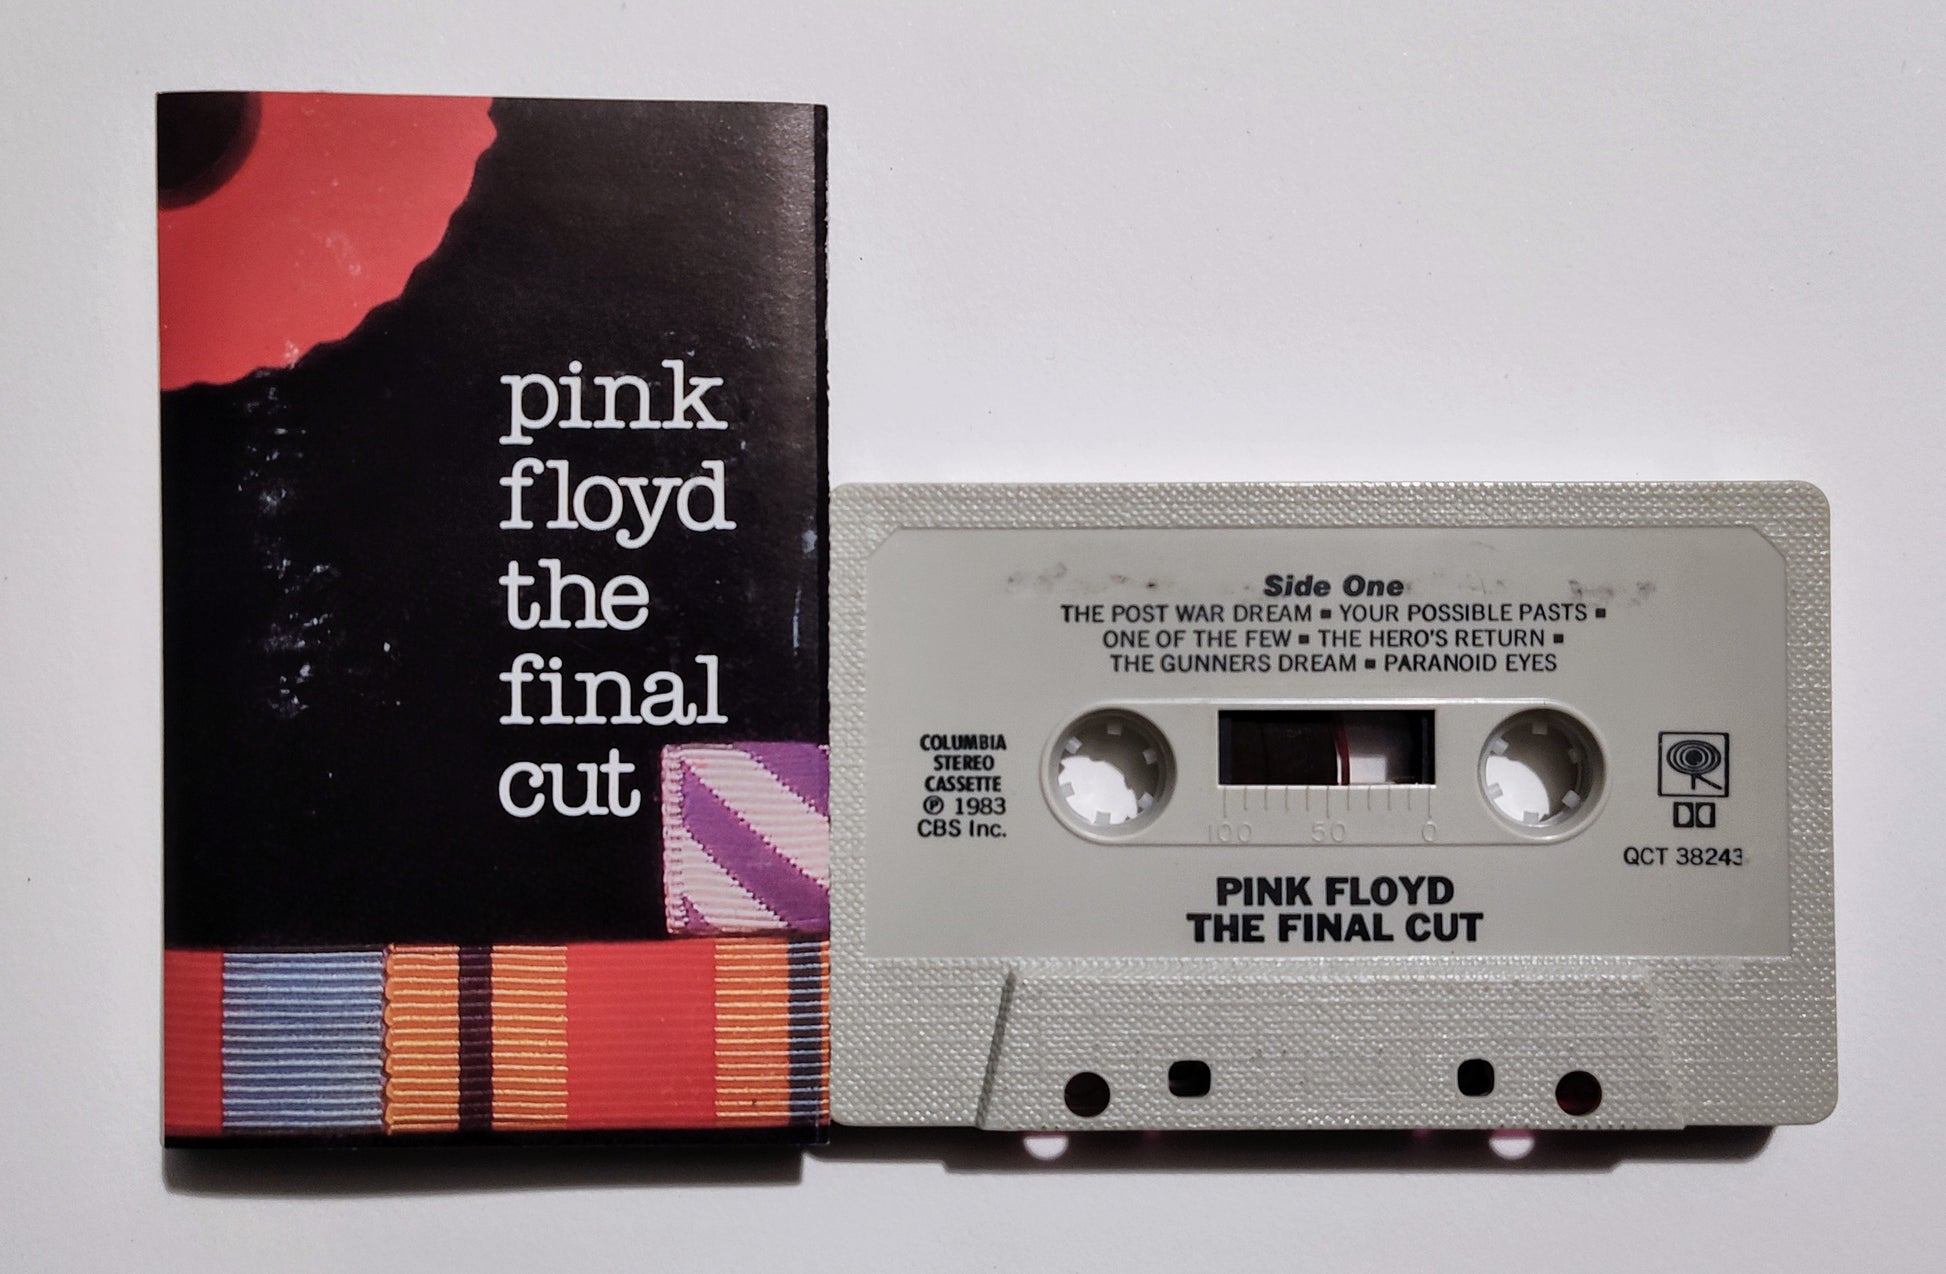 pink
floyd
the
final
cut
Side One
THE POST WAR DREAM ▪ YOUR POSSIBLE PASTS ▪
ONE OF THE FEW ▪ THE HERO'S RETURN ▪
THE GUNNERS DREAM ▪ PARANOID EYES
COLUMBIA
STEREO
CASSETTE
℗ 1983
CBS Inc.
100 50 0
QCT 38243
PINK FLOYD
THE FINAL CUT